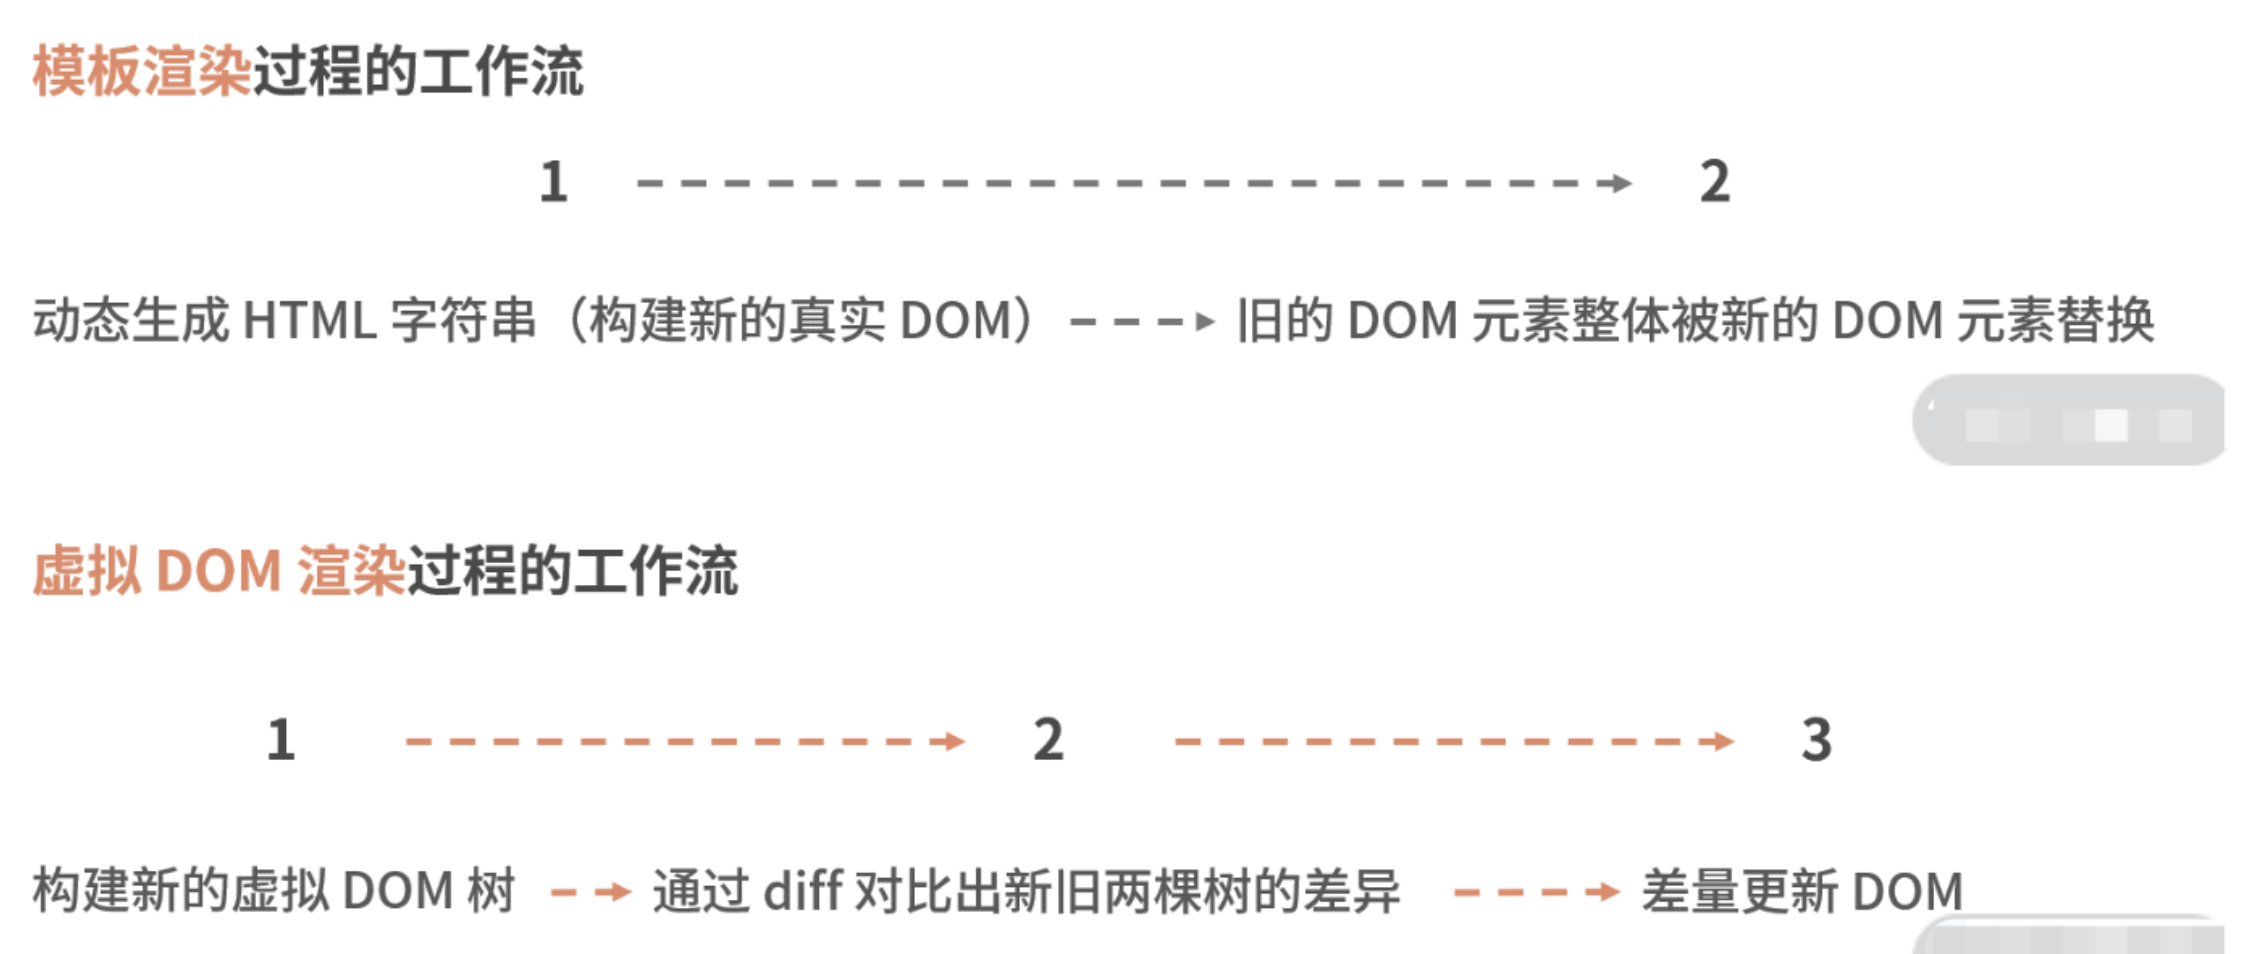 模板渲染过程的工作流
1 2
动态生成 HTML 字符串（构建新的真实 DOM） 旧的 DOM 元素整体被新的 DOM 元素替换
虚拟 DOM 渲染过程的工作流
1 2 3
构建新的虚拟 DOM 树 通过 diff 对比出新旧两棵树的差异 差量更新 DOM